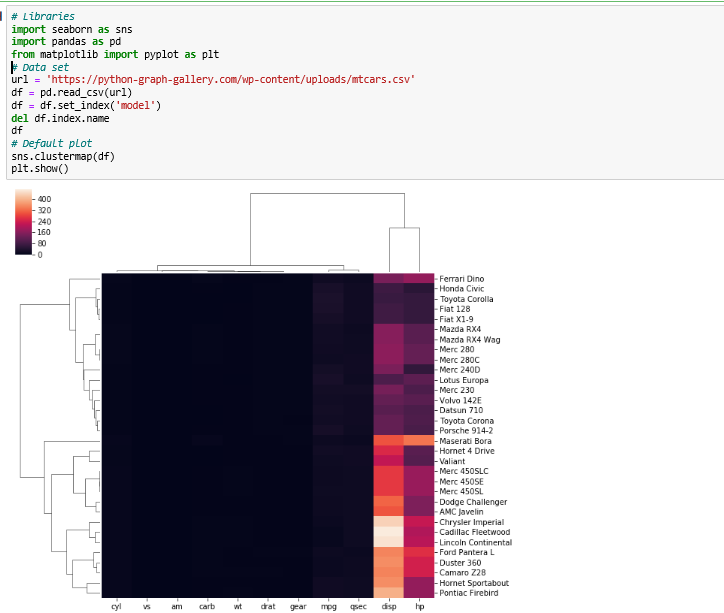 # Libraries
import seaborn as sns
import pandas as pd
from matplotlib import pyplot as plt
# Data set
url = 'https://python-graph-gallery.com/wp-content/uploads/mtcars.csv'
df = pd.read_csv(url)
df = df.set_index('model')
del df.index.name
df
# Default plot
sns.clustermap(df)
plt.show()
400
320
240
160
80
0
Ferrari Dino
Honda Civic
Toyota Corolla
Fiat 128
Fiat X1-9
Mazda RX4
Mazda RX4 Wag
Merc 280
Merc 280C
Merc 240D
Lotus Europa
Merc 230
Volvo 142E
Datsun 710
Toyota Corona
Porsche 914-2
Maserati Bora
Hornet 4 Drive
Valiant
Merc 450SLC
Merc 450SE
Merc 450SL
Dodge Challenger
AMC Javelin
Chrysler Imperial
Cadillac Fleetwood
Lincoln Continental
Ford Pantera L
Duster 360
Camaro Z28
Hornet Sportabout
Pontiac Firebird
cyl vs am carb wt drat gear mpg qsec disp hp